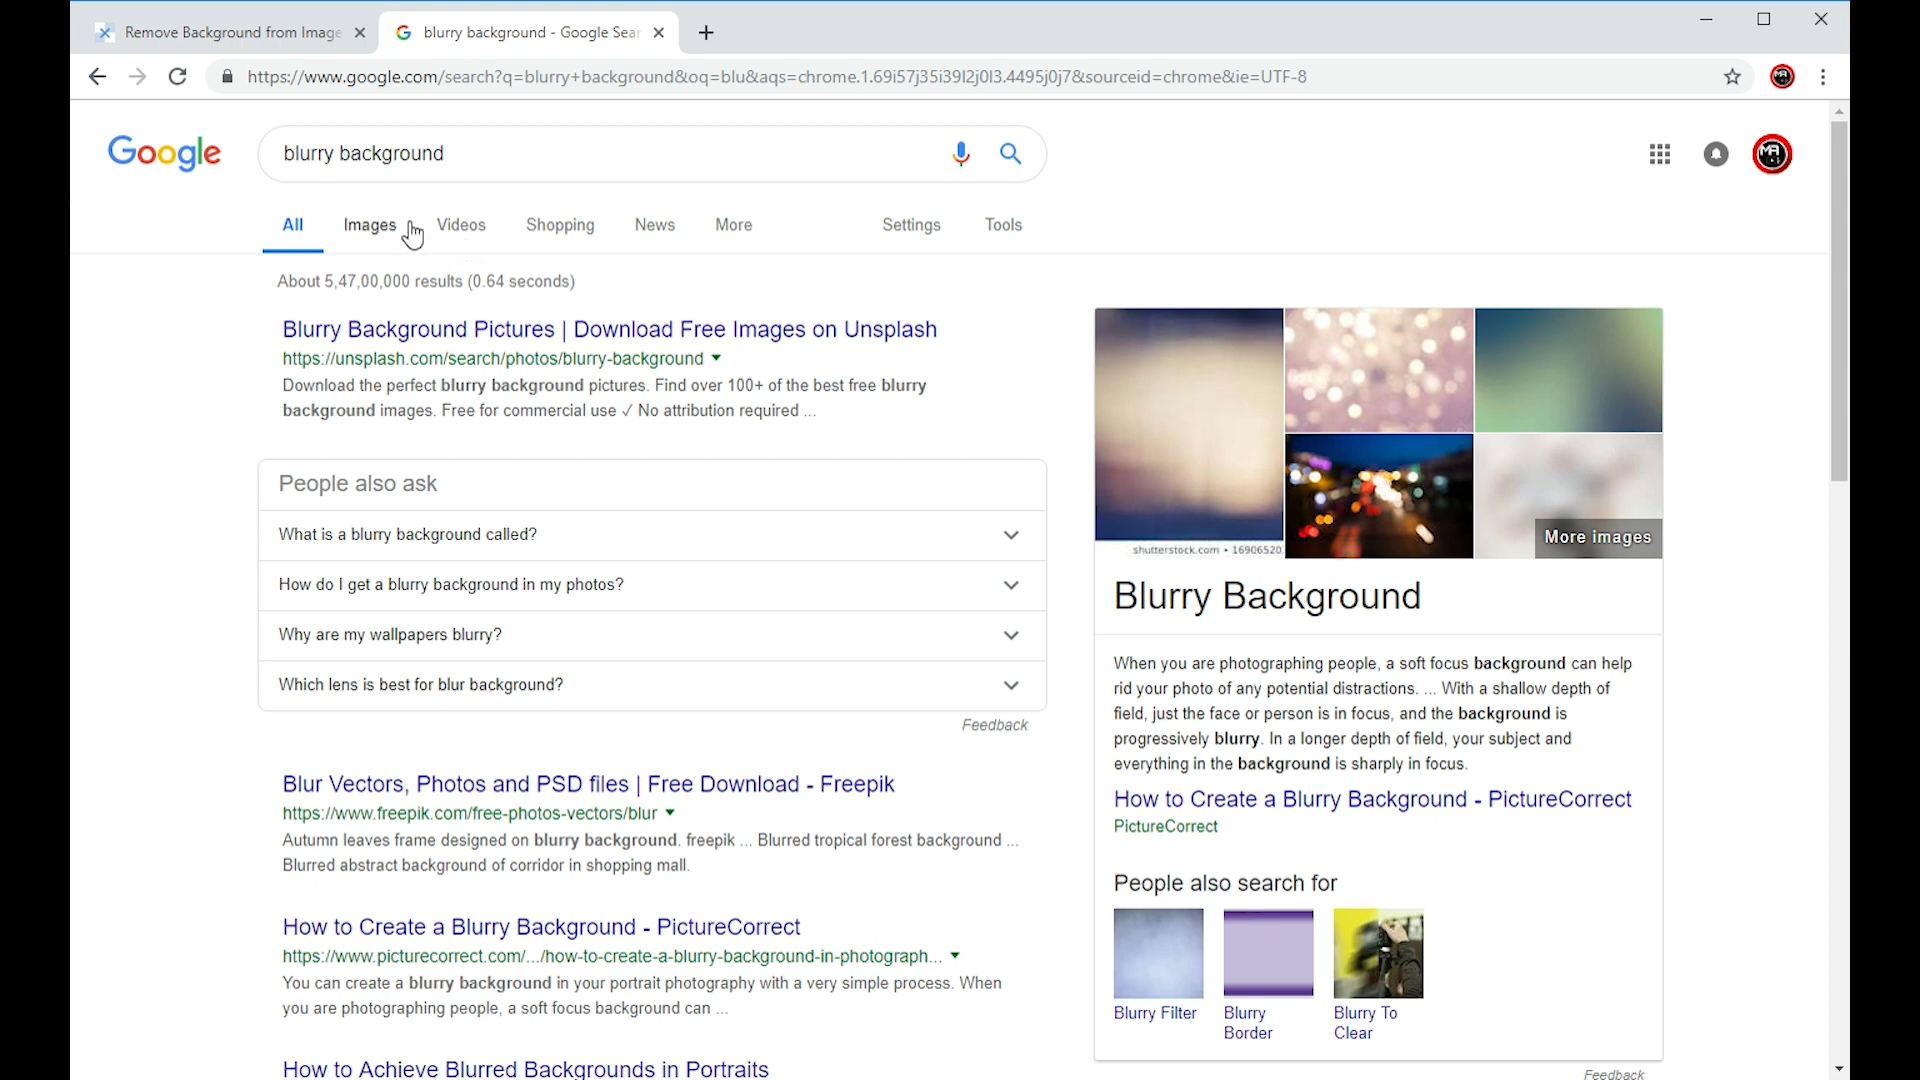 Remove Background from Image
blurry background - Google Sear
https://www.google.com/search?q=blurry+background&oq=blu&aqs=chrome.1.69i57j35i39l2j0l3.4495j0j7&sourceid=chrome&ie=UTF-8
Google
blurry background
All
Images
Videos
Shopping
News
More
Settings
Tools
About 5,47,00,000 results (0.64 seconds)
Blurry Background Pictures | Download Free Images on Unsplash
https://unsplash.com/search/photos/blurry-background
Download the perfect blurry background pictures. Find over 100+ of the best free blurry
background images. Free for commercial use ✓ No attribution required ...
People also ask
What is a blurry background called?
How do I get a blurry background in my photos?
Why are my wallpapers blurry?
Which lens is best for blur background?
Feedback
Blur Vectors, Photos and PSD files | Free Download - Freepik
https://www.freepik.com/free-photos-vectors/blur
Autumn leaves frame designed on blurry background. freepik ... Blurred tropical forest background ...
Blurred abstract background of corridor in shopping mall.
How to Create a Blurry Background - PictureCorrect
https://www.picturecorrect.com/.../how-to-create-a-blurry-background-in-photograph...
You can create a blurry background in your portrait photography with a very simple process. When
you are photographing people, a soft focus background can ...
How to Achieve Blurred Backgrounds in Portraits
shutterstock.com • 16906520
More images
Blurry Background
When you are photographing people, a soft focus background can help
rid your photo of any potential distractions. ... With a shallow depth of
field, just the face or person is in focus, and the background is
progressively blurry. In a longer depth of field, your subject and
everything in the background is sharply in focus.
How to Create a Blurry Background - PictureCorrect
PictureCorrect
People also search for
Blurry Filter
Blurry
Border
Blurry To
Clear
Feedback